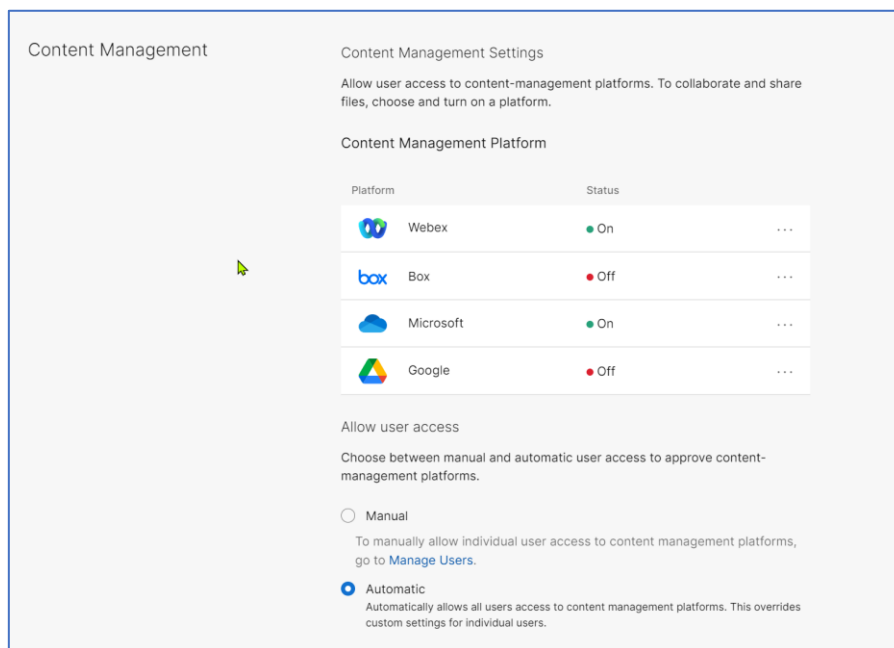 Content Management
Content Management Settings
Allow user access to content-management platforms. To collaborate and share
files, choose and turn on a platform.
Content Management Platform
Platform Status
Webex On ...
box Box Off ...
Microsoft On ...
Google Off ...
Allow user access
Choose between manual and automatic user access to approve content-
management platforms.
Manual
To manually allow individual user access to content management platforms,
go to Manage Users.
Automatic
Automatically allows all users access to content management platforms. This overrides
custom settings for individual users.